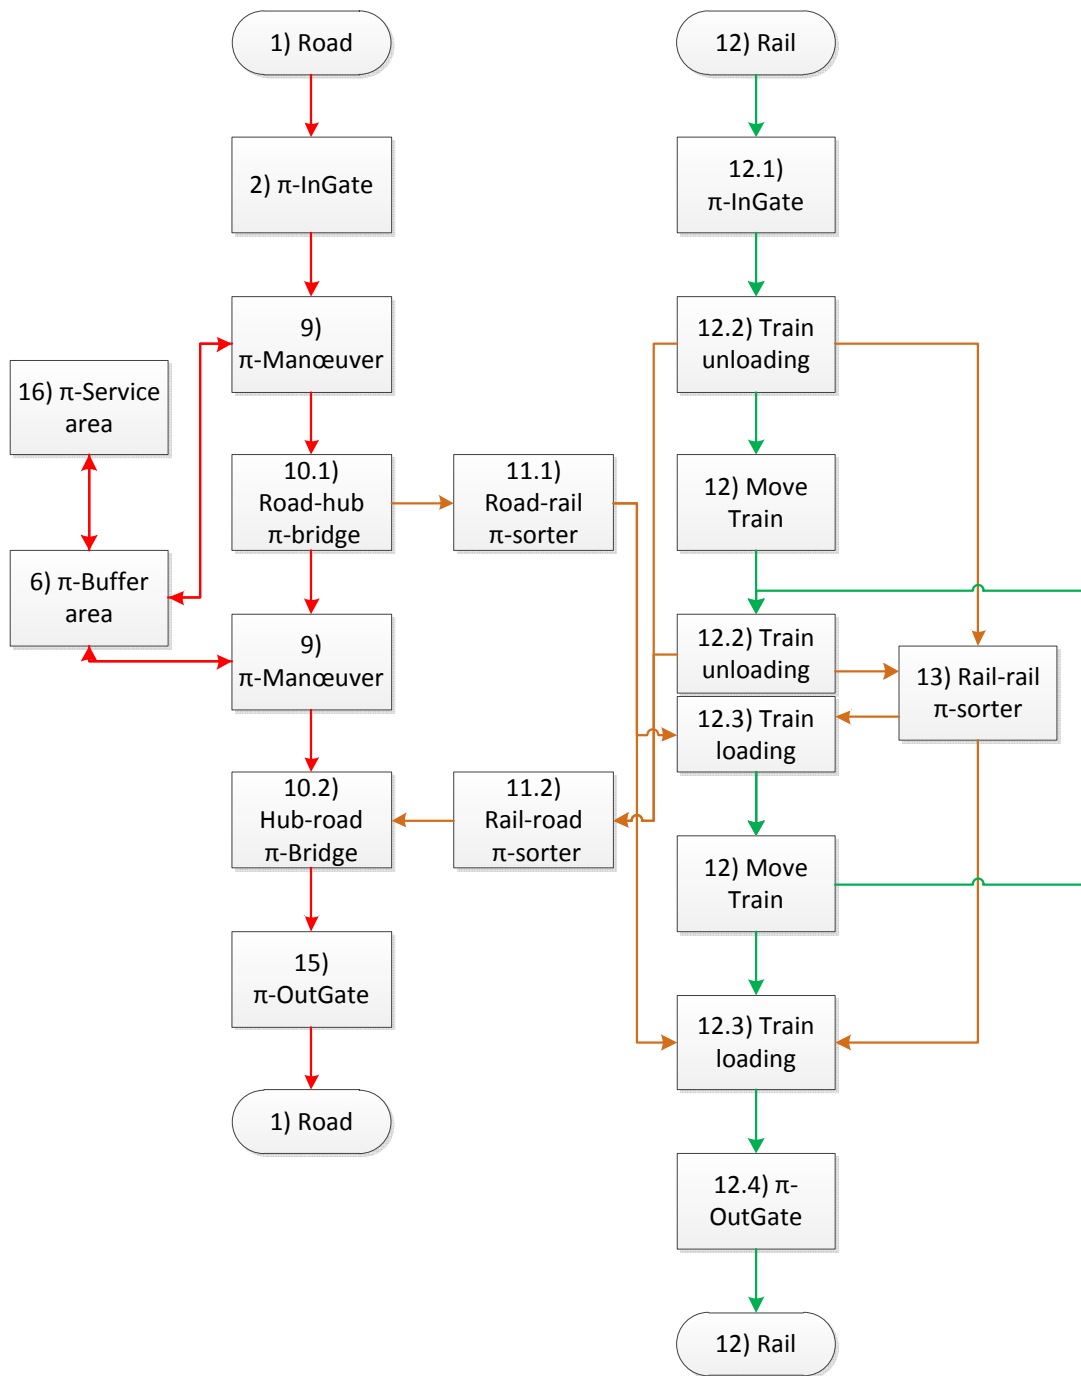 1) Road
2) π-InGate
9)
π-Manœuver
16) π-Service
area
10.1)
Road-hub
π-bridge
11.1)
Road-rail
π-sorter
6) π-Buffer
area
9)
π-Manœuver
10.2)
Hub-road
π-Bridge
11.2)
Rail-road
π-sorter
15)
π-OutGate
1) Road
12) Rail
12.1)
π-InGate
12.2) Train
unloading
12) Move
Train
12.2) Train
unloading
13) Rail-rail
π-sorter
12.3) Train
loading
12) Move
Train
12.3) Train
loading
12.4) π-
OutGate
12) Rail